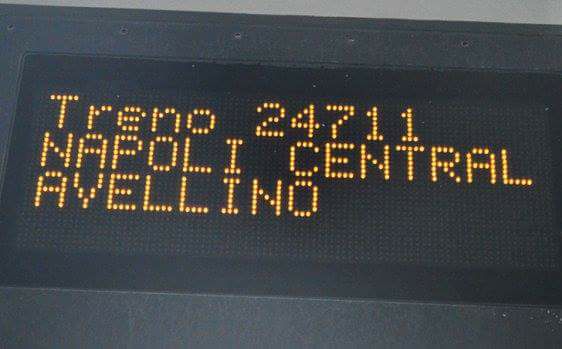 Treno 24711
NAPOLI CENTRAL
AVELLINO